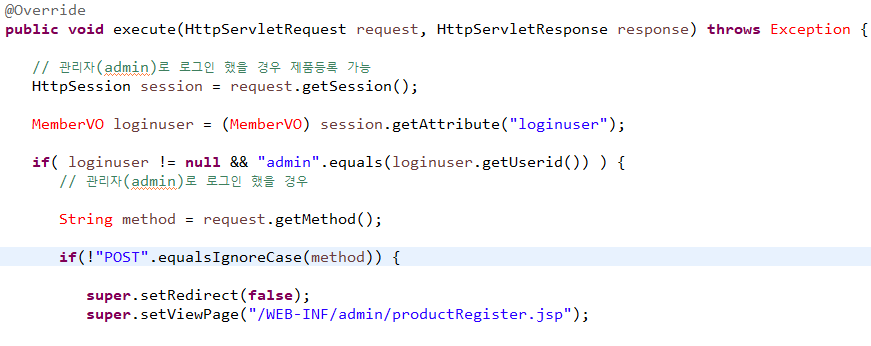 @Override
public void execute(HttpServletRequest request, HttpServletResponse response) throws Exception {
// 관리자(admin)로 로그인 했을 경우 제품등록 가능
HttpSession session = request.getSession();
MemberVO loginuser = (MemberVO) session.getAttribute("loginuser");
if( loginuser != null && "admin".equals(loginuser.getUserid()) ) {
// 관리자(admin)로 로그인 했을 경우
String method = request.getMethod();
if(!"POST".equalsIgnoreCase(method)) {
super.setRedirect(false);
super.setViewPage("/WEB-INF/admin/productRegister.jsp");